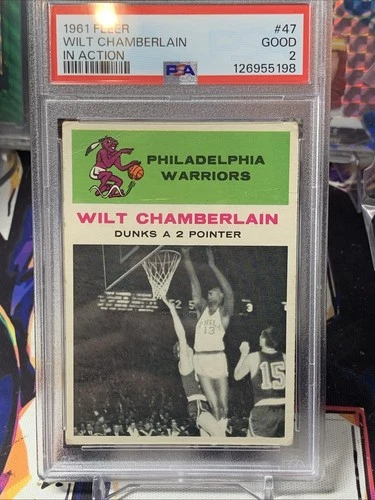 1961 FLEER #47
WILT CHAMBERLAIN GOOD
IN ACTION 2
PSA 126955198
PHILADELPHIA
WARRIORS
WILT CHAMBERLAIN
DUNKS A 2 POINTER
13
15